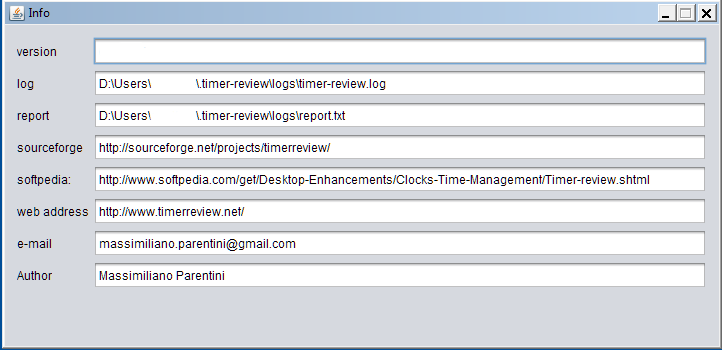 Info
version
log D:\Users\ \.timer-review\logs\timer-review.log
report D:\Users\ \.timer-review\logs\report.txt
sourceforge http://sourceforge.net/projects/timerreview/
softpedia: http://www.softpedia.com/get/Desktop-Enhancements/Clocks-Time-Management/Timer-review.shtml
web address http://www.timerreview.net/
e-mail massimiliano.parentini@gmail.com
Author Massimiliano Parentini